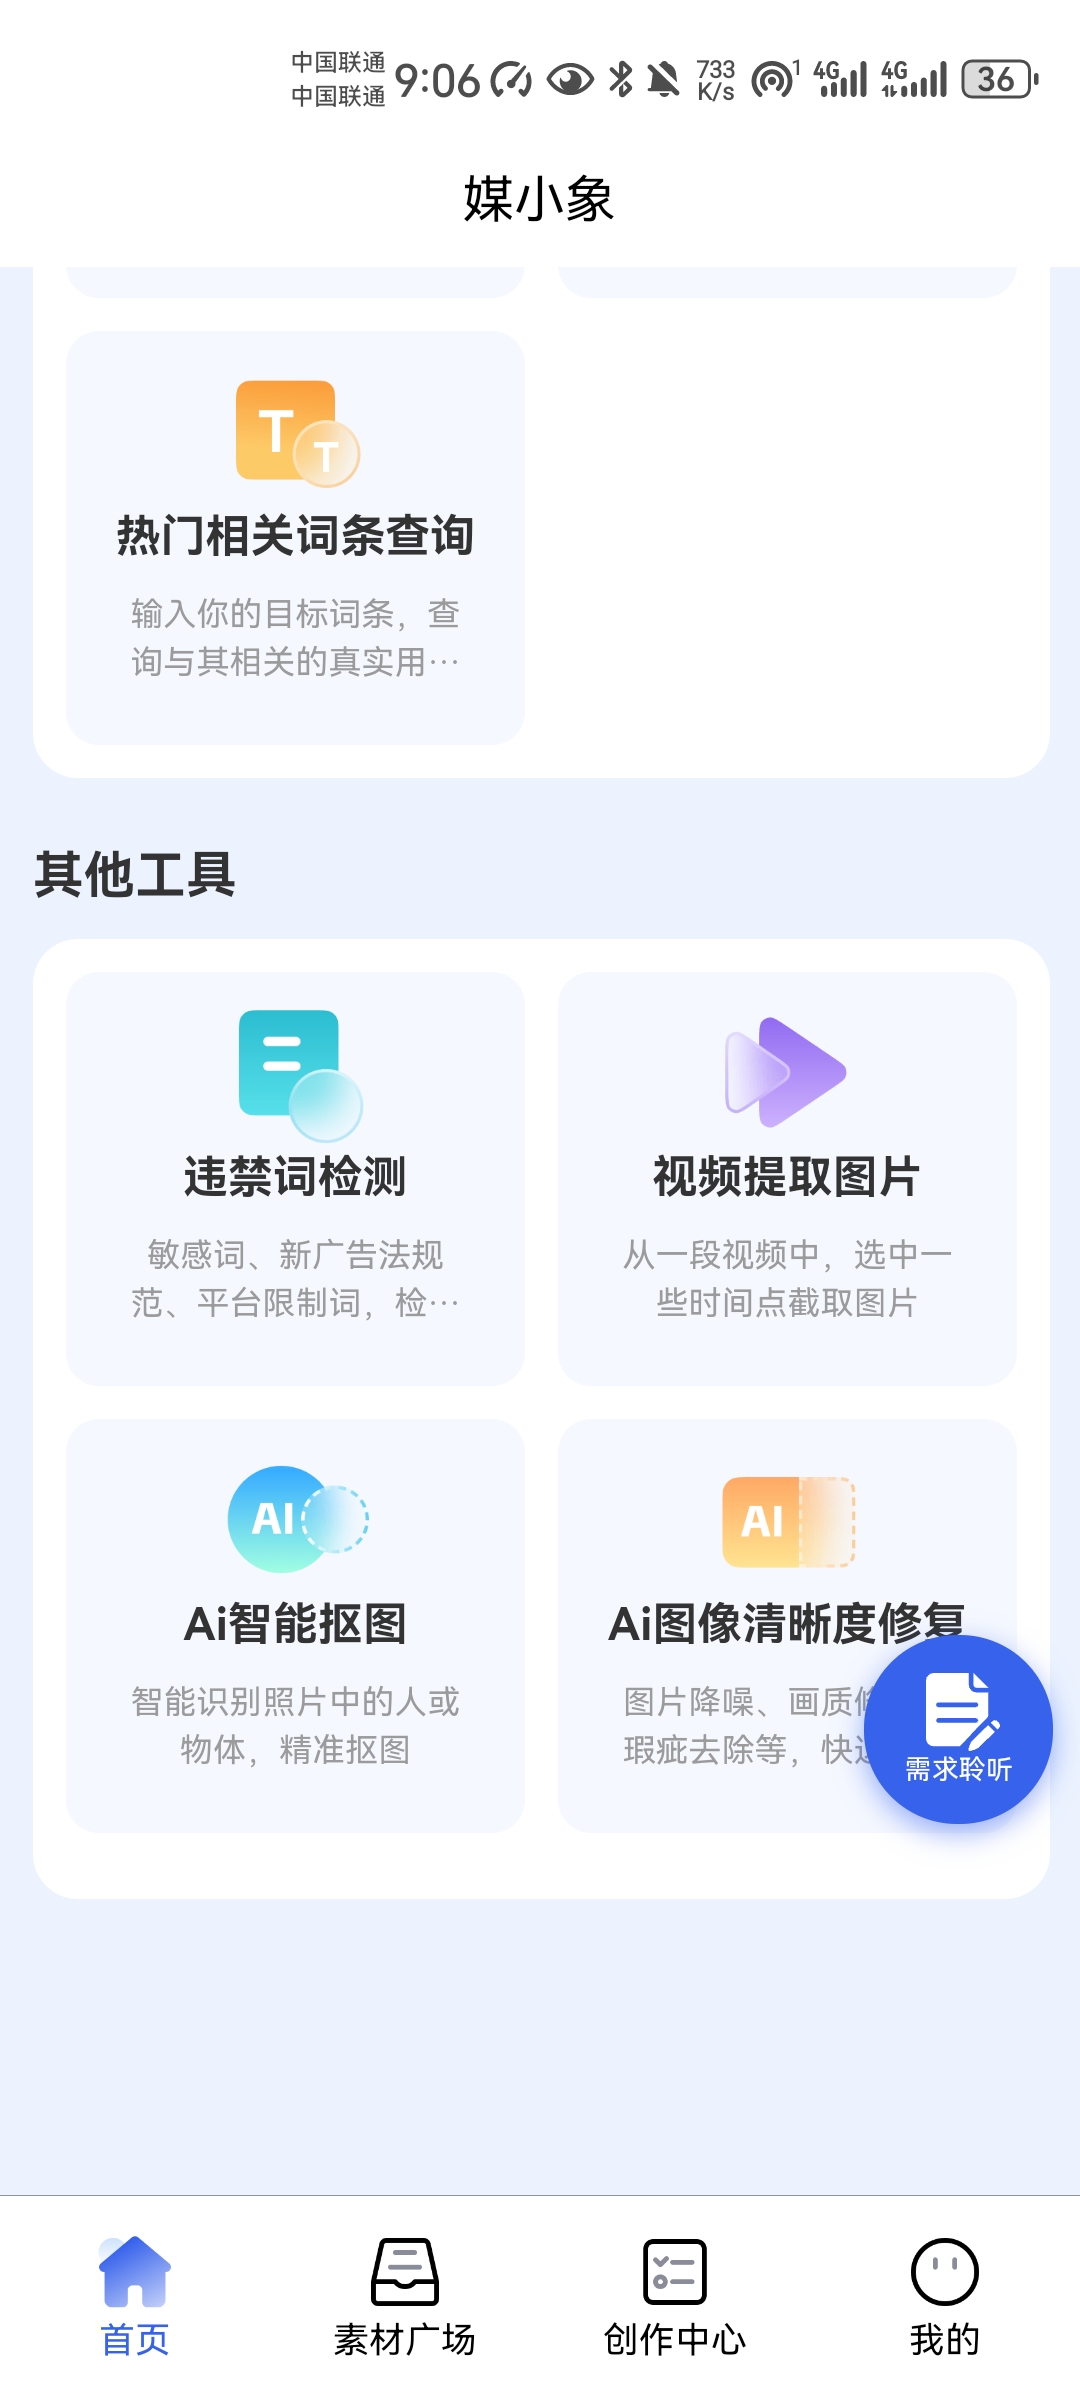 中国联通
中国联通
9:06
733
K/s
1
4G
4G
36
媒小象
T
T
热门相关词条查询
输入你的目标词条，查
询与其相关的真实用…
其他工具
违禁词检测
敏感词、新广告法规
范、平台限制词，检…
视频提取图片
从一段视频中，选中一
些时间点截取图片
AI
Ai智能抠图
智能识别照片中的人或
物体，精准抠图
AI
Ai图像清晰度修复
图片降噪、画质
瑕疵去除等，快
需求聆听
首页
素材广场
创作中心
我的